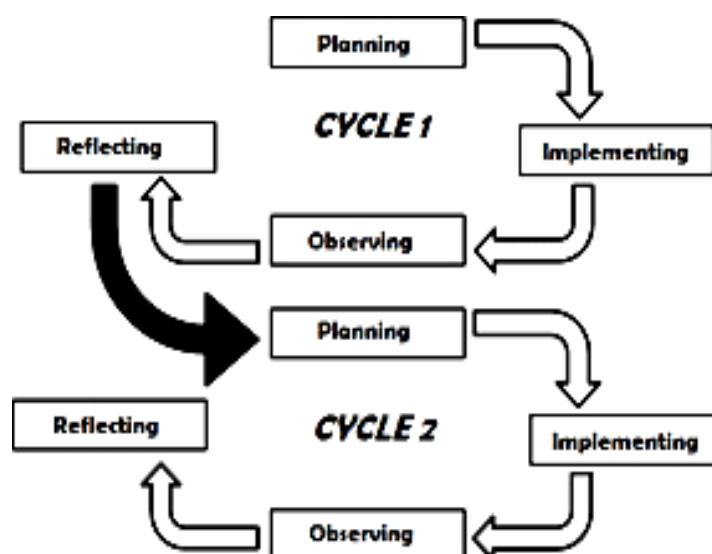 Planning
CYCLE 1
Reflecting
Implementing
Observing
Planning
Reflecting
CYCLE 2
Implementing
Observing